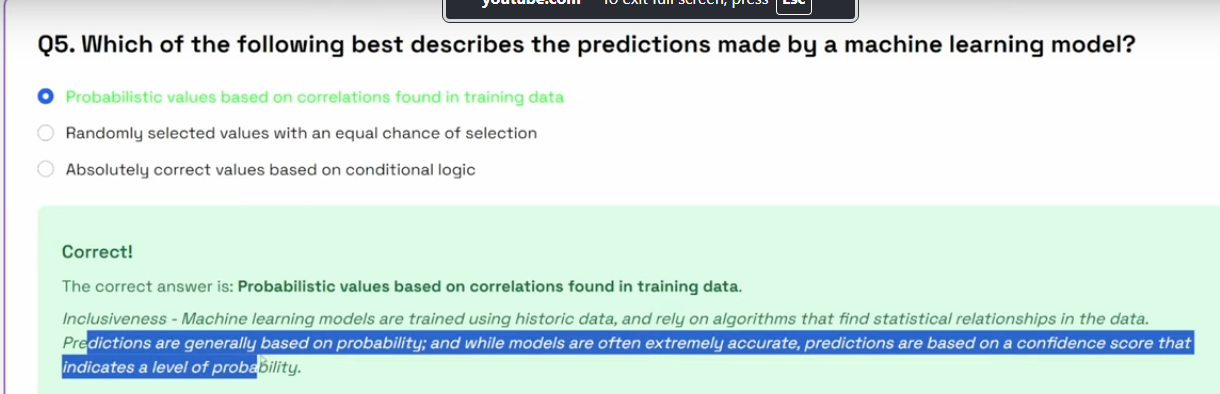 youtube.com To exit full screen, press Esc
Q5. Which of the following best describes the predictions made by a machine learning model?
Probabilistic values based on correlations found in training data
Randomly selected values with an equal chance of selection
Absolutely correct values based on conditional logic
Correct!
The correct answer is: Probabilistic values based on correlations found in training data.
Inclusiveness - Machine learning models are trained using historic data, and rely on algorithms that find statistical relationships in the data.
Predictions are generally based on probability; and while models are often extremely accurate, predictions are based on a confidence score that
indicates a level of probability.